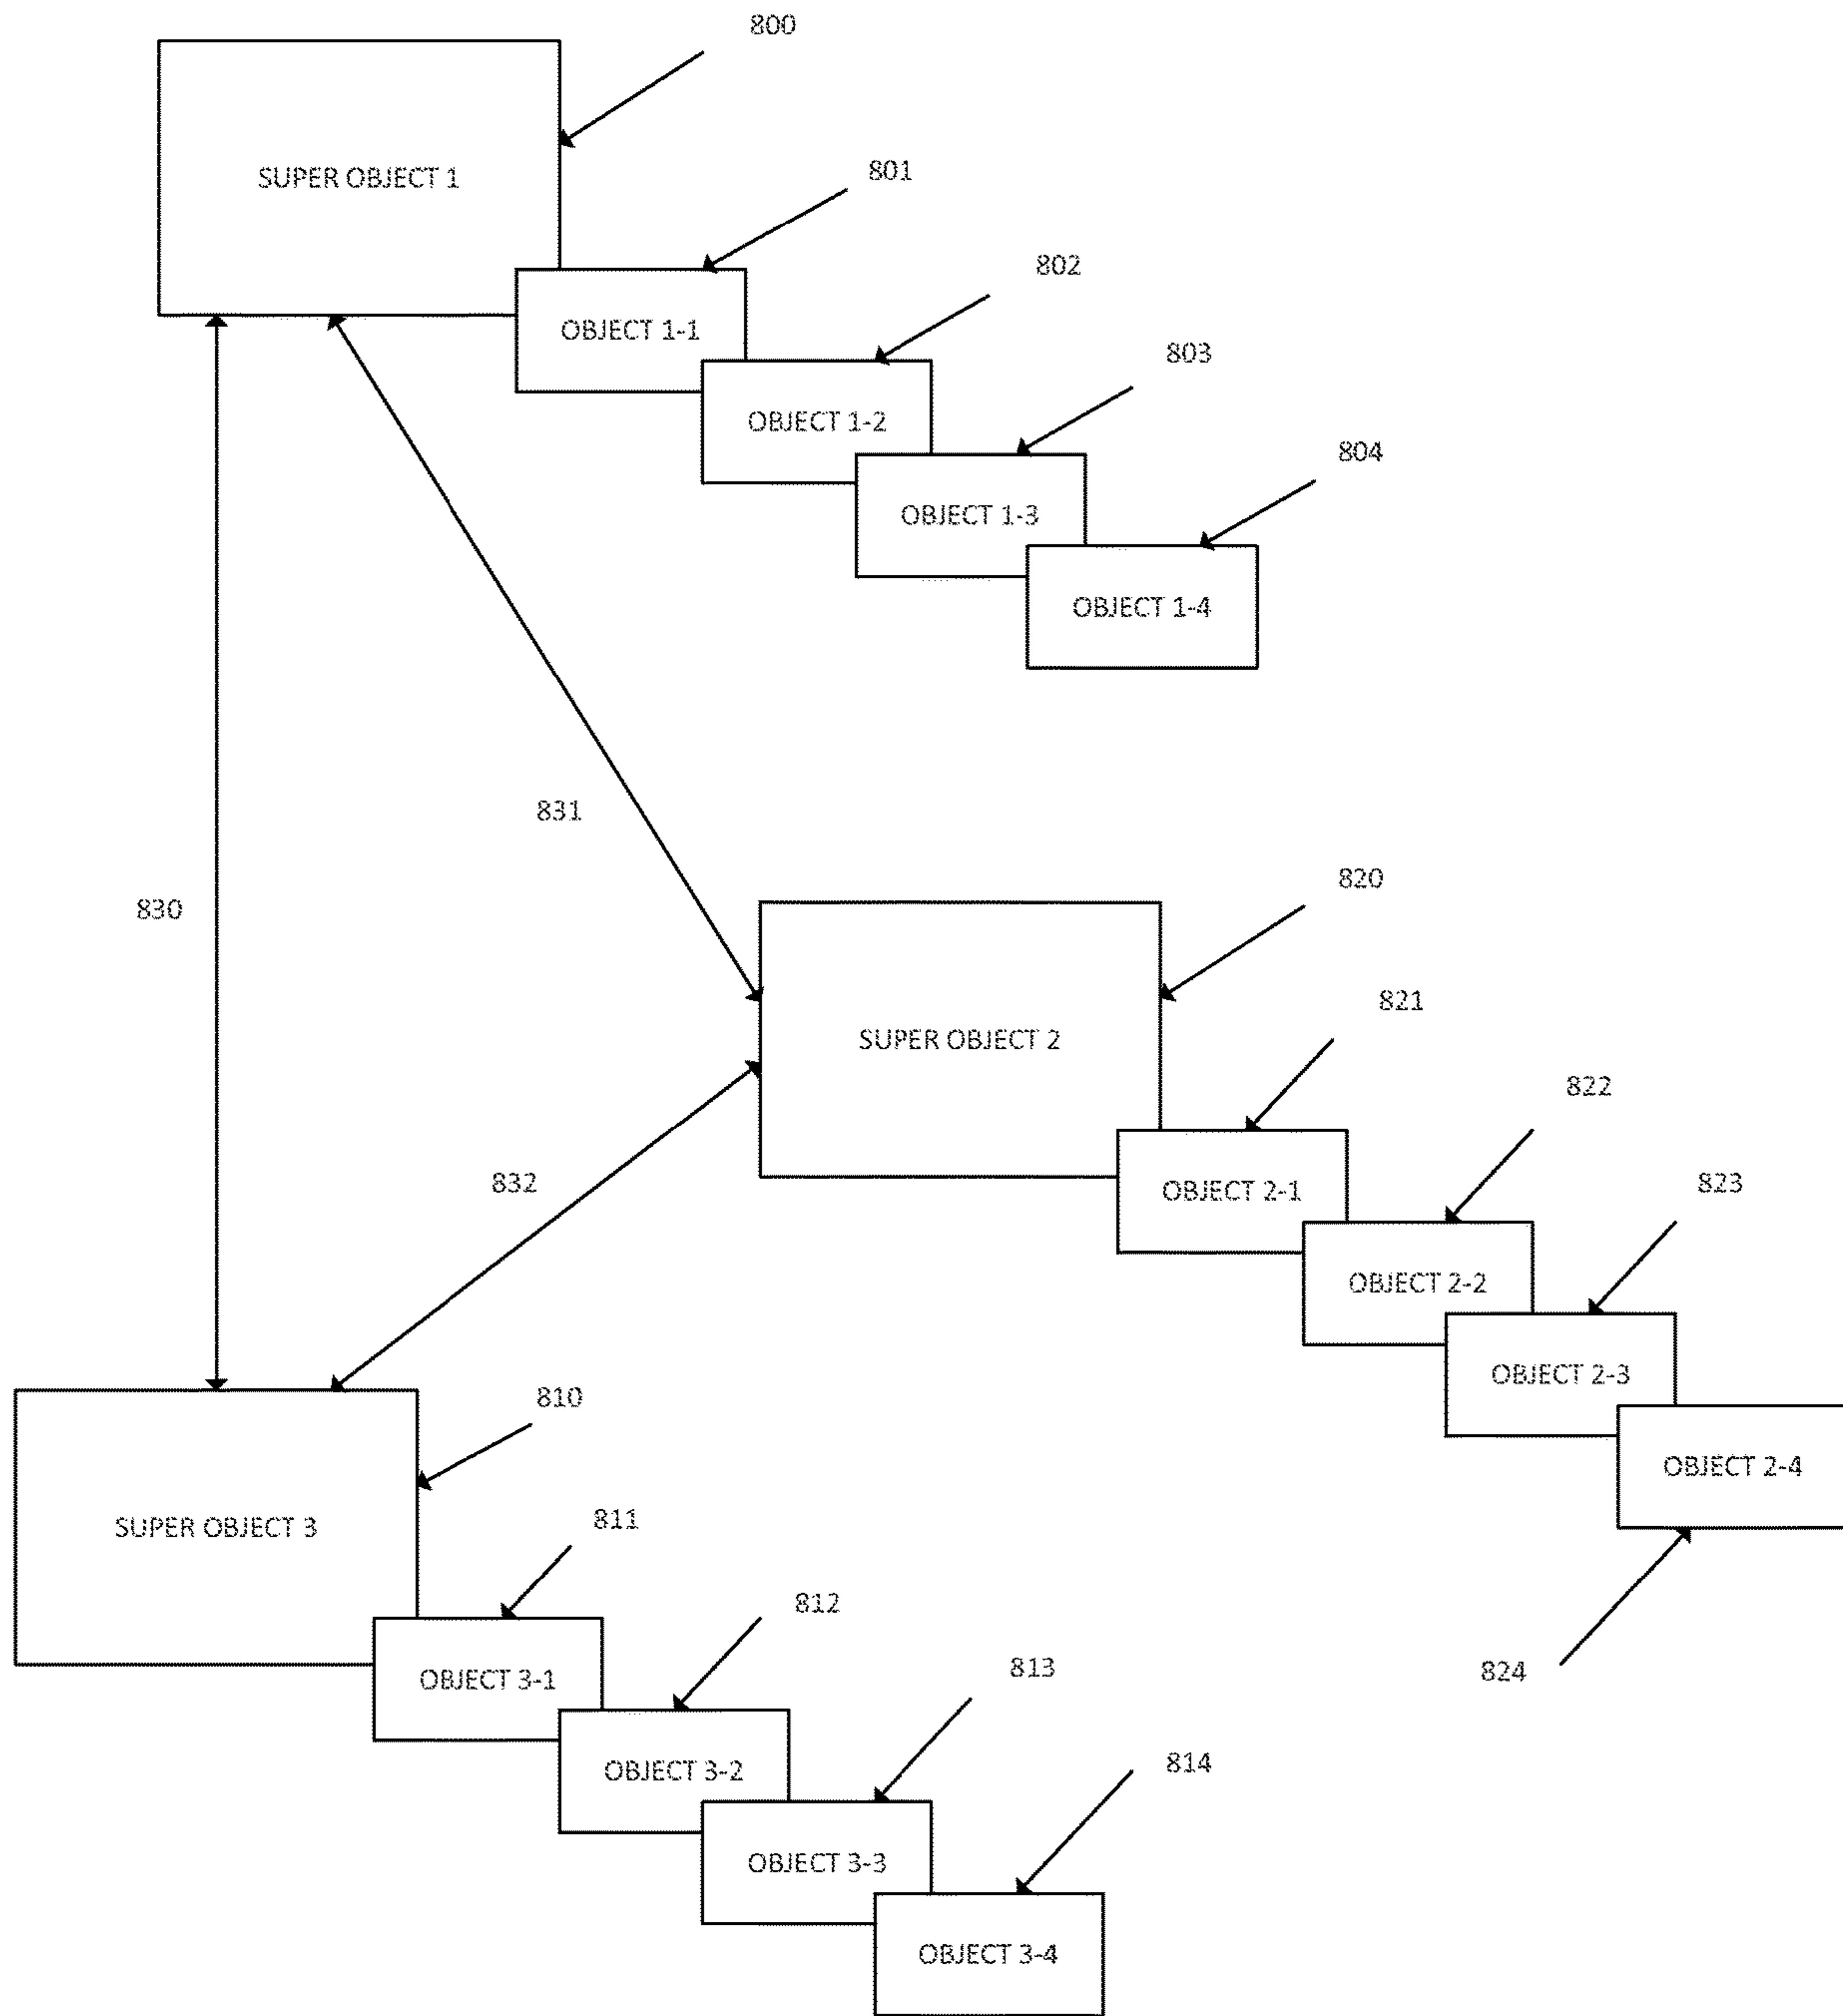 800
SUPER OBJECT 1
801
802
OBJECT 1-1
803
OBJECT 1-2
804
OBJECT 1-3
OBJECT 1-4
831
820
830
821
SUPER OBJECT 2
822
832
OBJECT 2-1
823
OBJECT 2-2
810
OBJECT 2-3
OBJECT 2-4
811
SUPER OBJECT 3
812
813
824
OBJECT 3-1
814
OBJECT 3-2
OBJECT 3-3
OBJECT 3-4